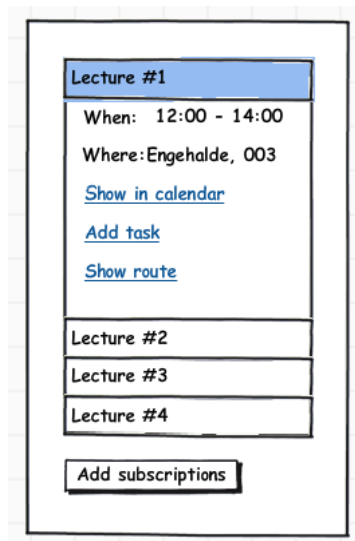 Lecture #1
When: 12:00 - 14:00
Where: Engehalde, 003
Show in calendar
Add task
Show route
Lecture #2
Lecture #3
Lecture #4
Add subscriptions